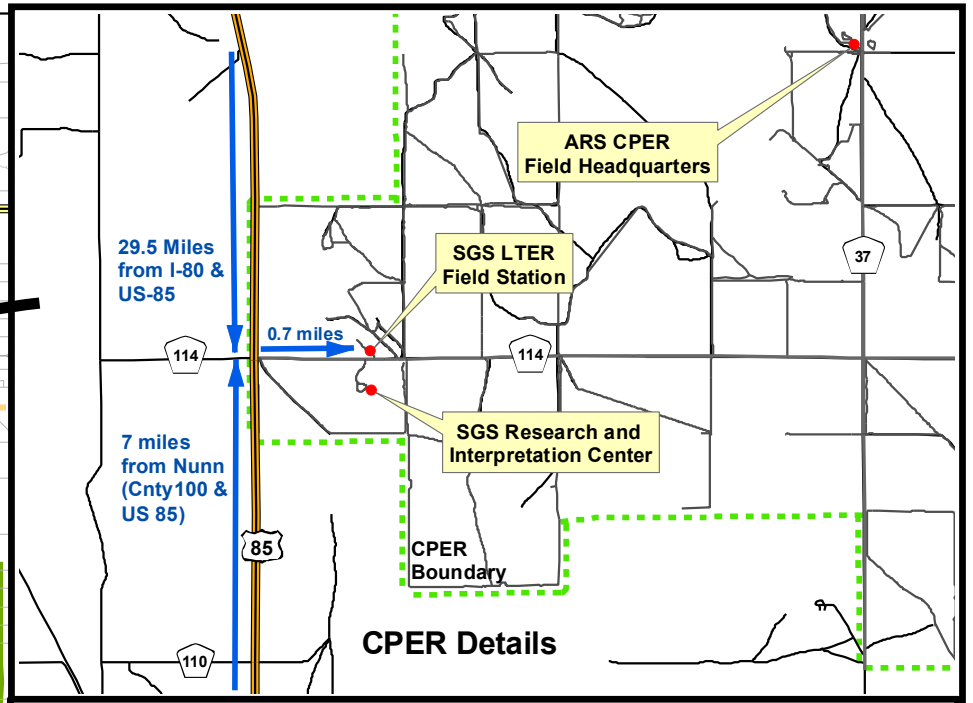 ARS CPER
Field Headquarters
29.5 Miles
from I-80 &
US-85
SGS LTER
Field Station
37
0.7 miles
114
114
SGS Research and
Interpretation Center
7 miles
from Nunn
(Cnty100 &
US 85)
85
CPER
Boundary
CPER Details
110